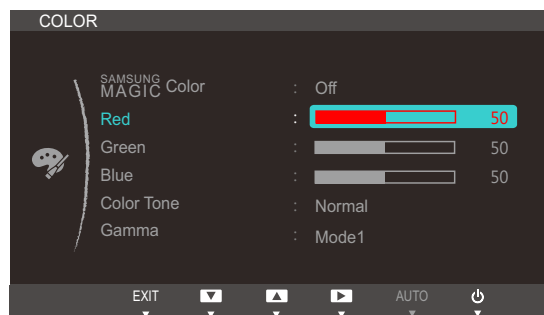 COLOR
SAMSUNG MAGIC Color : Off
Red : 50
Green : 50
Blue : 50
Color Tone : Normal
Gamma : Mode1
EXIT AUTO